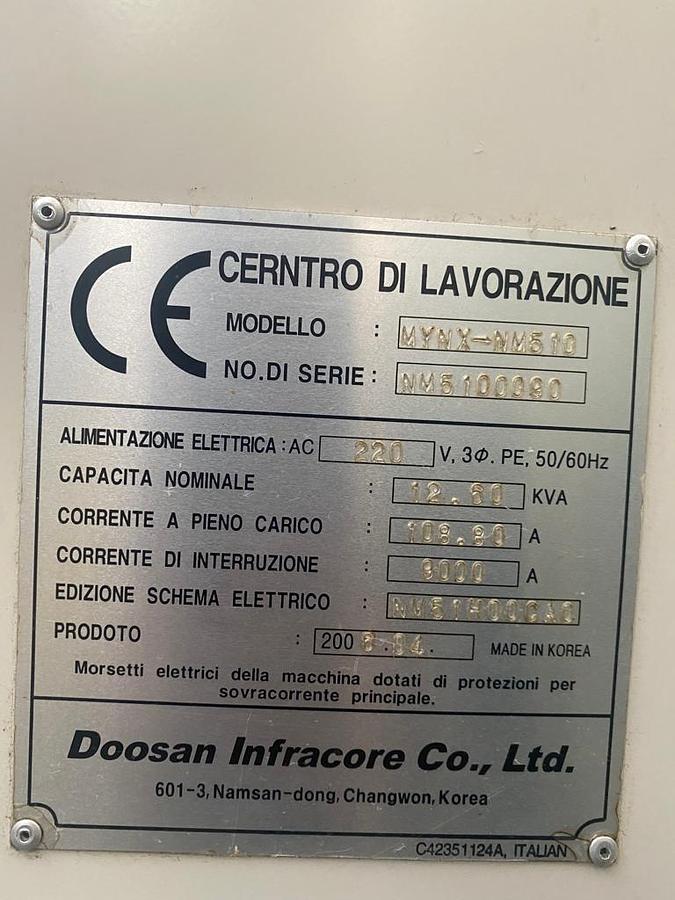 CE CERNTRO DI LAVORAZIONE
MODELLO : MYNX-NM510
NO.DI SERIE : NM5100090
ALIMENTAZIONE ELETTRICA : AC 220 V, 3Φ. PE, 50/60Hz
CAPACITA NOMINALE : 12.60 KVA
CORRENTE A PIENO CARICO : 108.80 A
CORRENTE DI INTERRUZIONE : 9000 A
EDIZIONE SCHEMA ELETTRICO :
PRODOTO : 2006.04. MADE IN KOREA
Morsetti elettrici della macchina dotati di protezioni per
sovracorrente principale.
Doosan Infracore Co., Ltd.
601-3, Namsan-dong, Changwon, Korea
C42351124A, ITALIAN